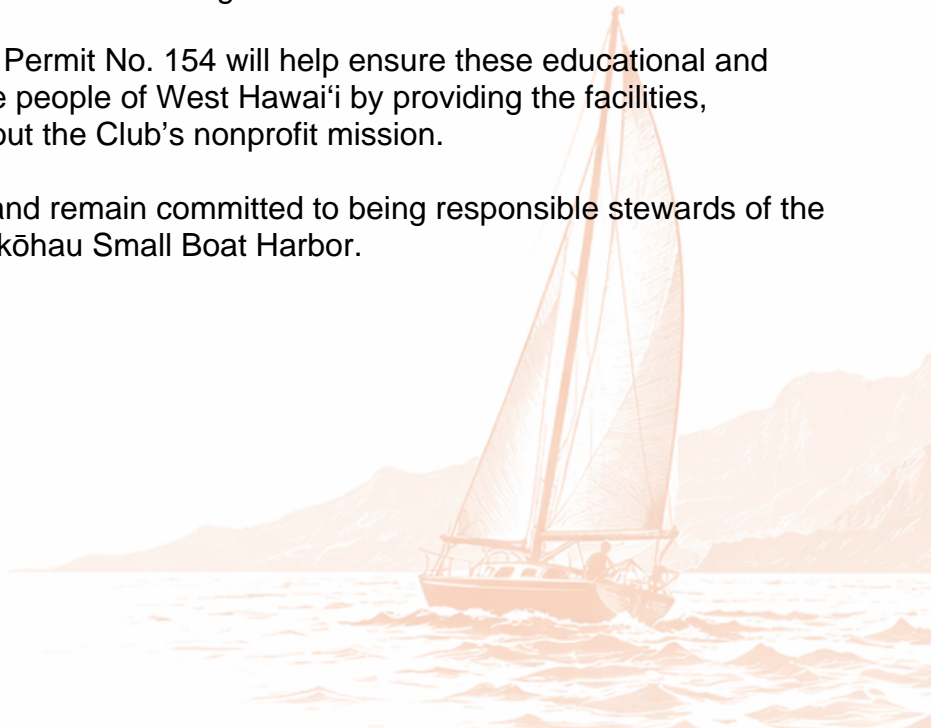 Permit No. 154 will help ensure these educational and
people of West Hawaiʻi by providing the facilities,
out the Club’s nonprofit mission.
and remain committed to being responsible stewards of the
kōhau Small Boat Harbor.